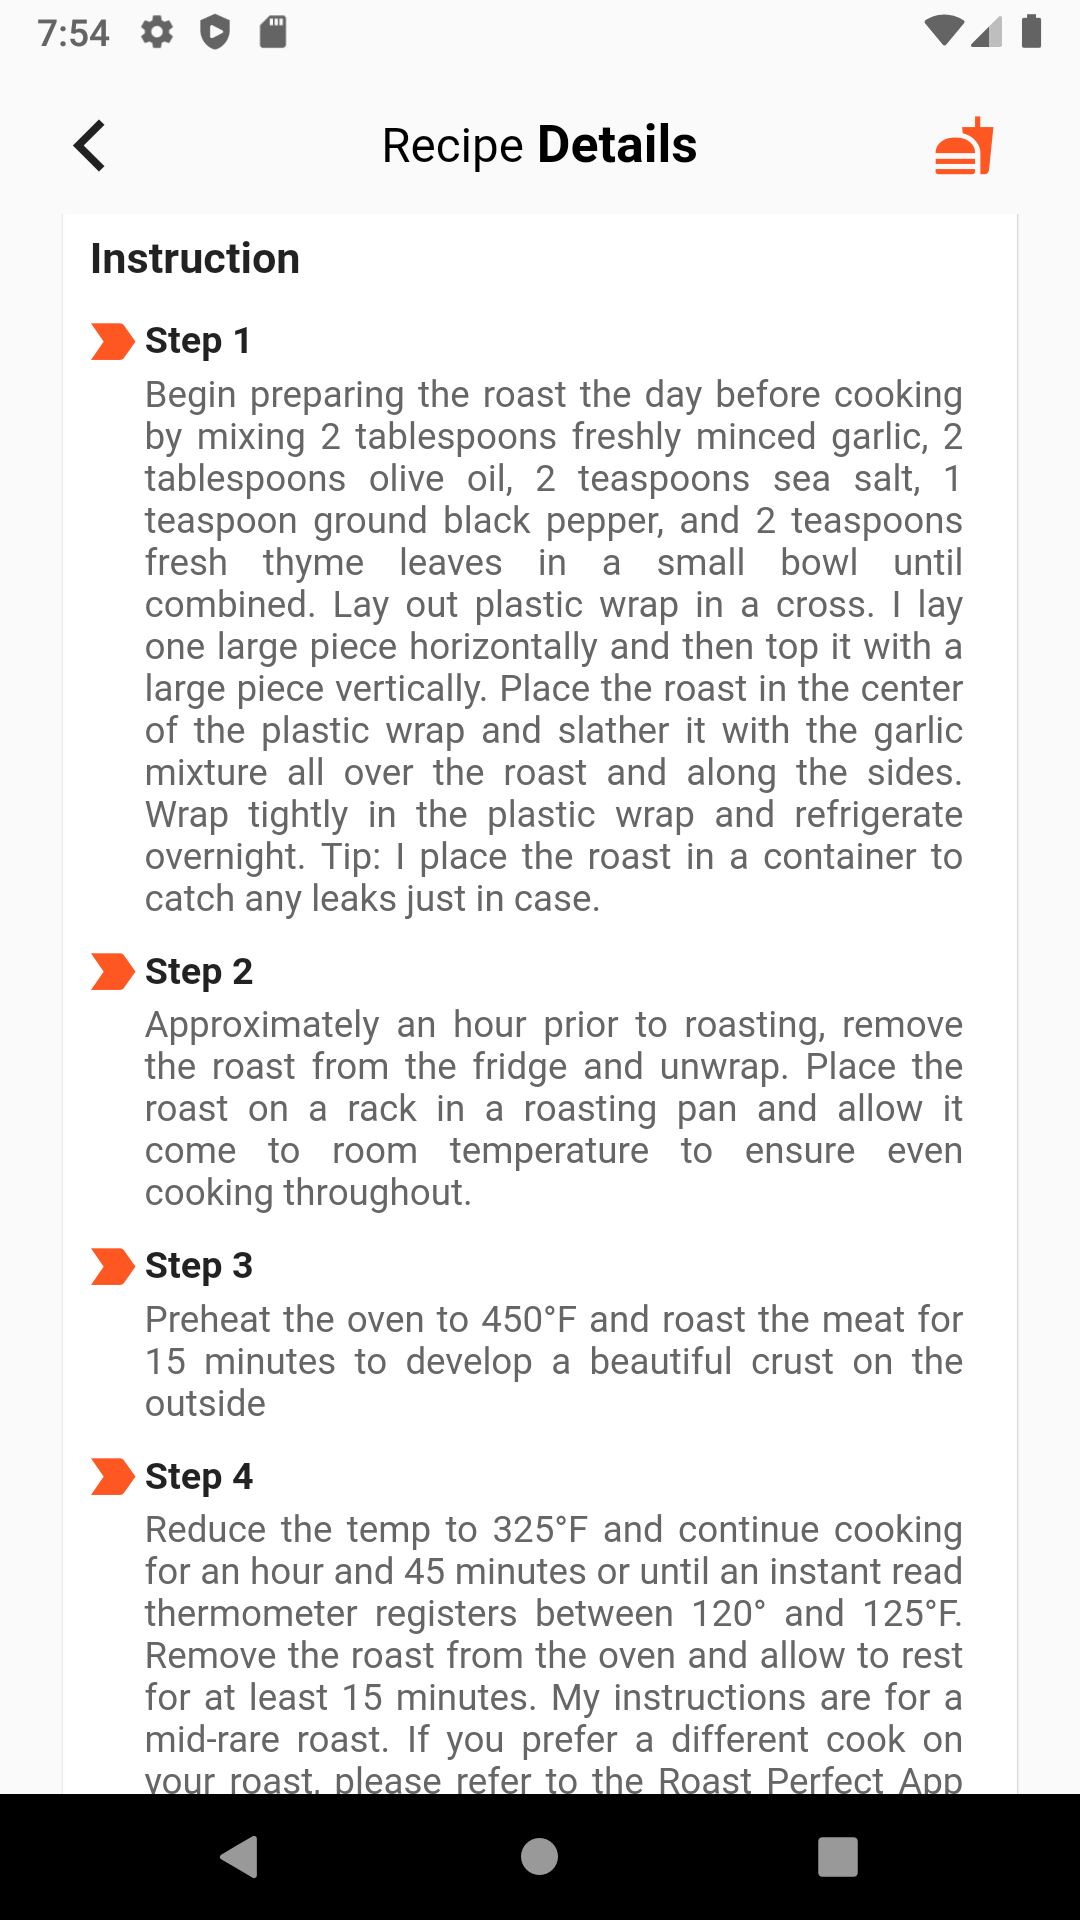 7:54
Recipe Details
Instruction
Step 1
Begin preparing the roast the day before cooking
by mixing 2 tablespoons freshly minced garlic, 2
tablespoons olive oil, 2 teaspoons sea salt, 1
teaspoon ground black pepper, and 2 teaspoons
fresh thyme leaves in a small bowl until
combined. Lay out plastic wrap in a cross. I lay
one large piece horizontally and then top it with a
large piece vertically. Place the roast in the center
of the plastic wrap and slather it with the garlic
mixture all over the roast and along the sides.
Wrap tightly in the plastic wrap and refrigerate
overnight. Tip: I place the roast in a container to
catch any leaks just in case.
Step 2
Approximately an hour prior to roasting, remove
the roast from the fridge and unwrap. Place the
roast on a rack in a roasting pan and allow it
come to room temperature to ensure even
cooking throughout.
Step 3
Preheat the oven to 450°F and roast the meat for
15 minutes to develop a beautiful crust on the
outside
Step 4
Reduce the temp to 325°F and continue cooking
for an hour and 45 minutes or until an instant read
thermometer registers between 120° and 125°F.
Remove the roast from the oven and allow to rest
for at least 15 minutes. My instructions are for a
mid-rare roast. If you prefer a different cook on
your roast, please refer to the Roast Perfect App